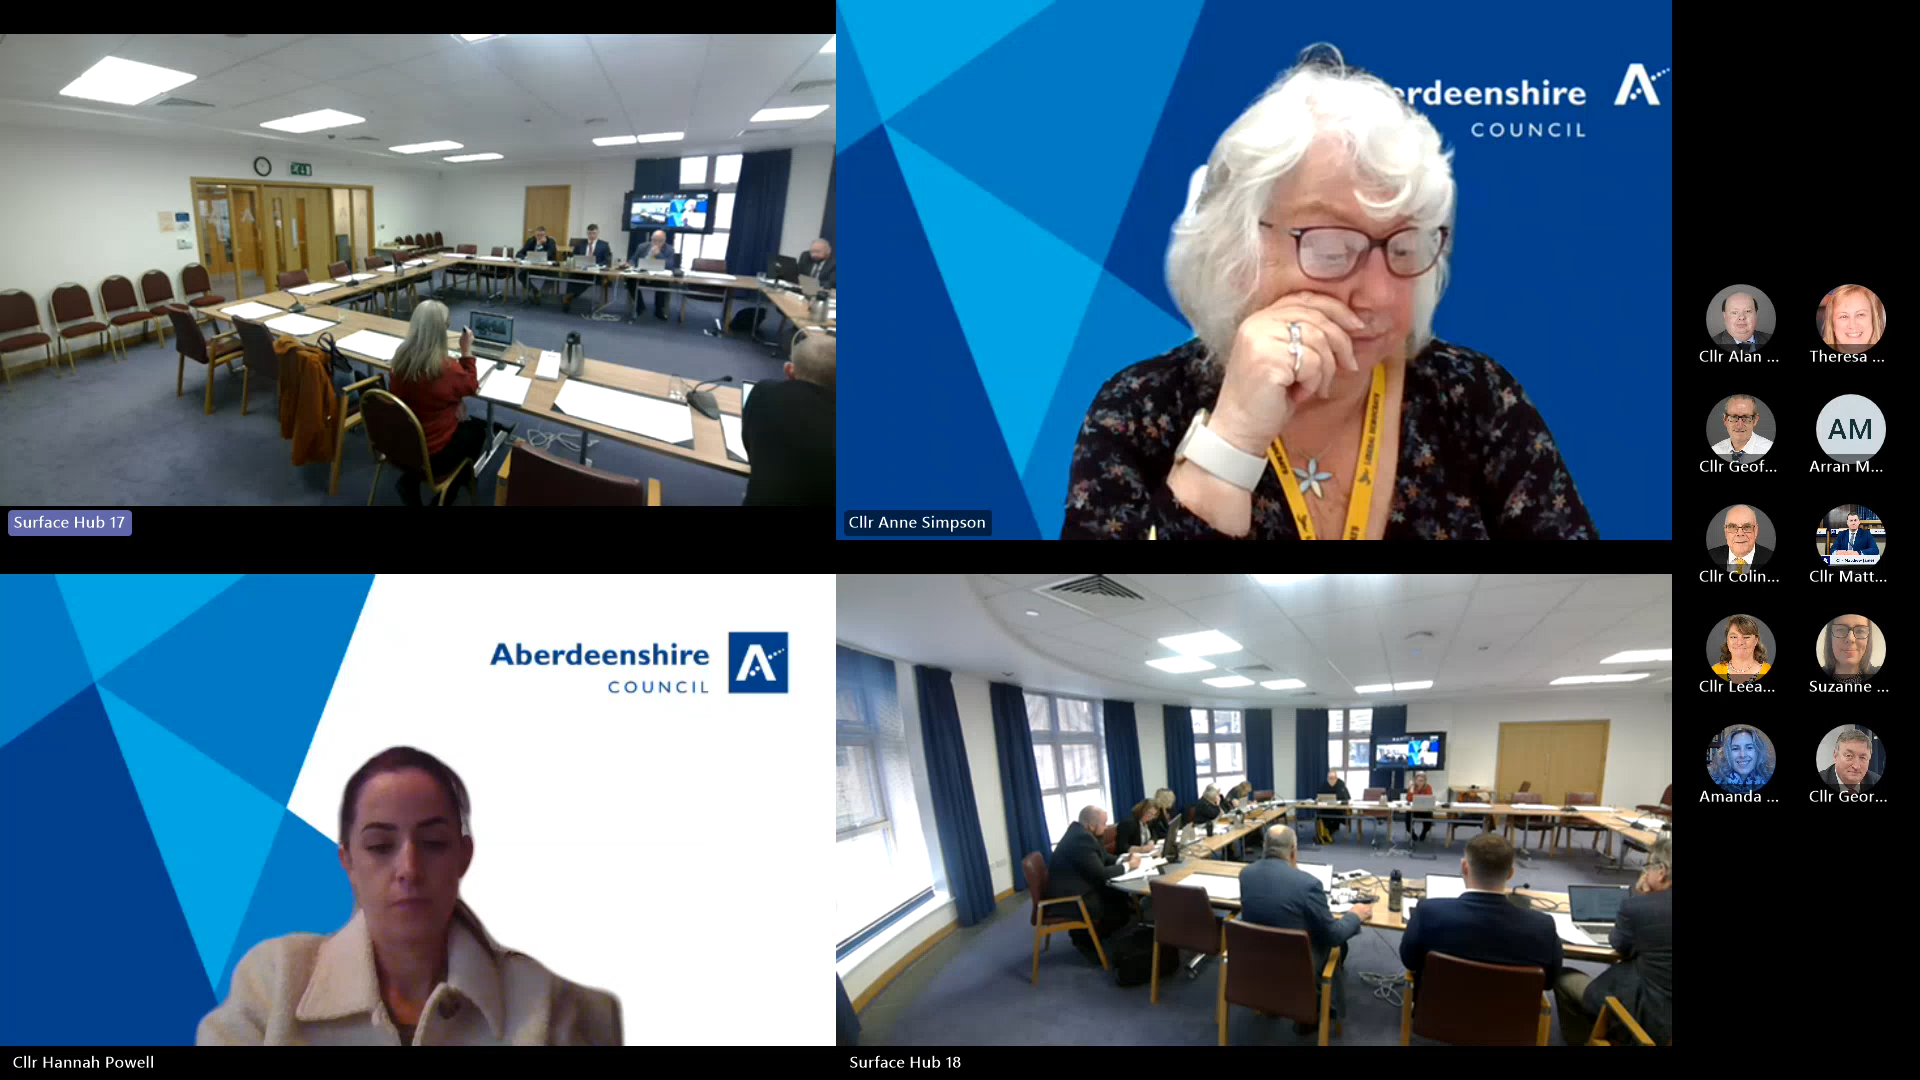 erdeenshire
COUNCIL
Surface Hub 17
Cllr Anne Simpson
Aberdeenshire
COUNCIL
Cllr Hannah Powell
Surface Hub 18
Cllr Alan ...
Theresa ...
Cllr Geof...
AM
Arran M...
Cllr Colin...
Cllr Matt...
Cllr Leea...
Suzanne ...
Amanda ...
Cllr Geor...